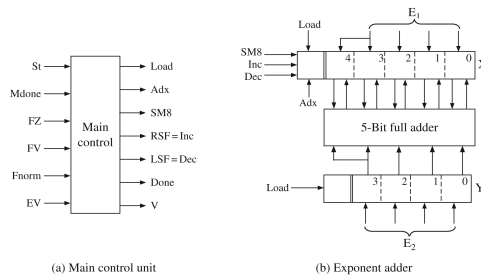 St
Mdone
FZ
FV
Fnorm
EV
Main
control
Load
Adx
SM8
RSF = Inc
LSF = Dec
Done
V
(a) Main control unit
E1
Load
SM8
Inc
Dec
4 3 2 1 0
X
Adx
5-Bit full adder
Load
3 2 1 0
Y
E2
(b) Exponent adder